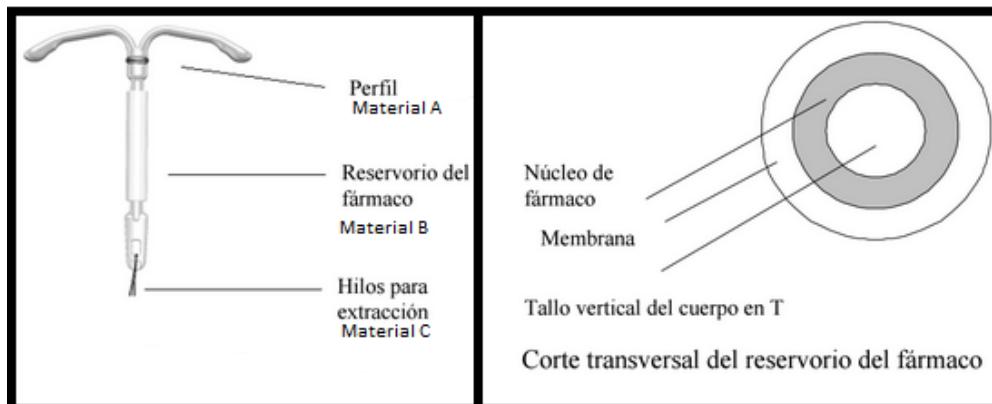 Perfil
Material A
Reservorio del
fármaco
Material B
Hilos para
extracción
Material C
Núcleo de
fármaco
Membrana
Tallo vertical del cuerpo en T
Corte transversal del reservorio del fármaco